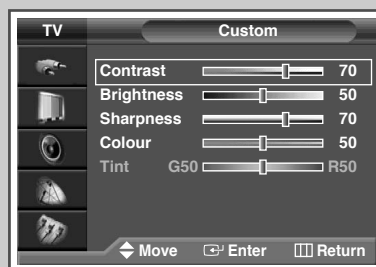 TV Custom
Contrast 70
Brightness 50
Sharpness 70
Colour 50
Tint G50 R50
Move Enter Return